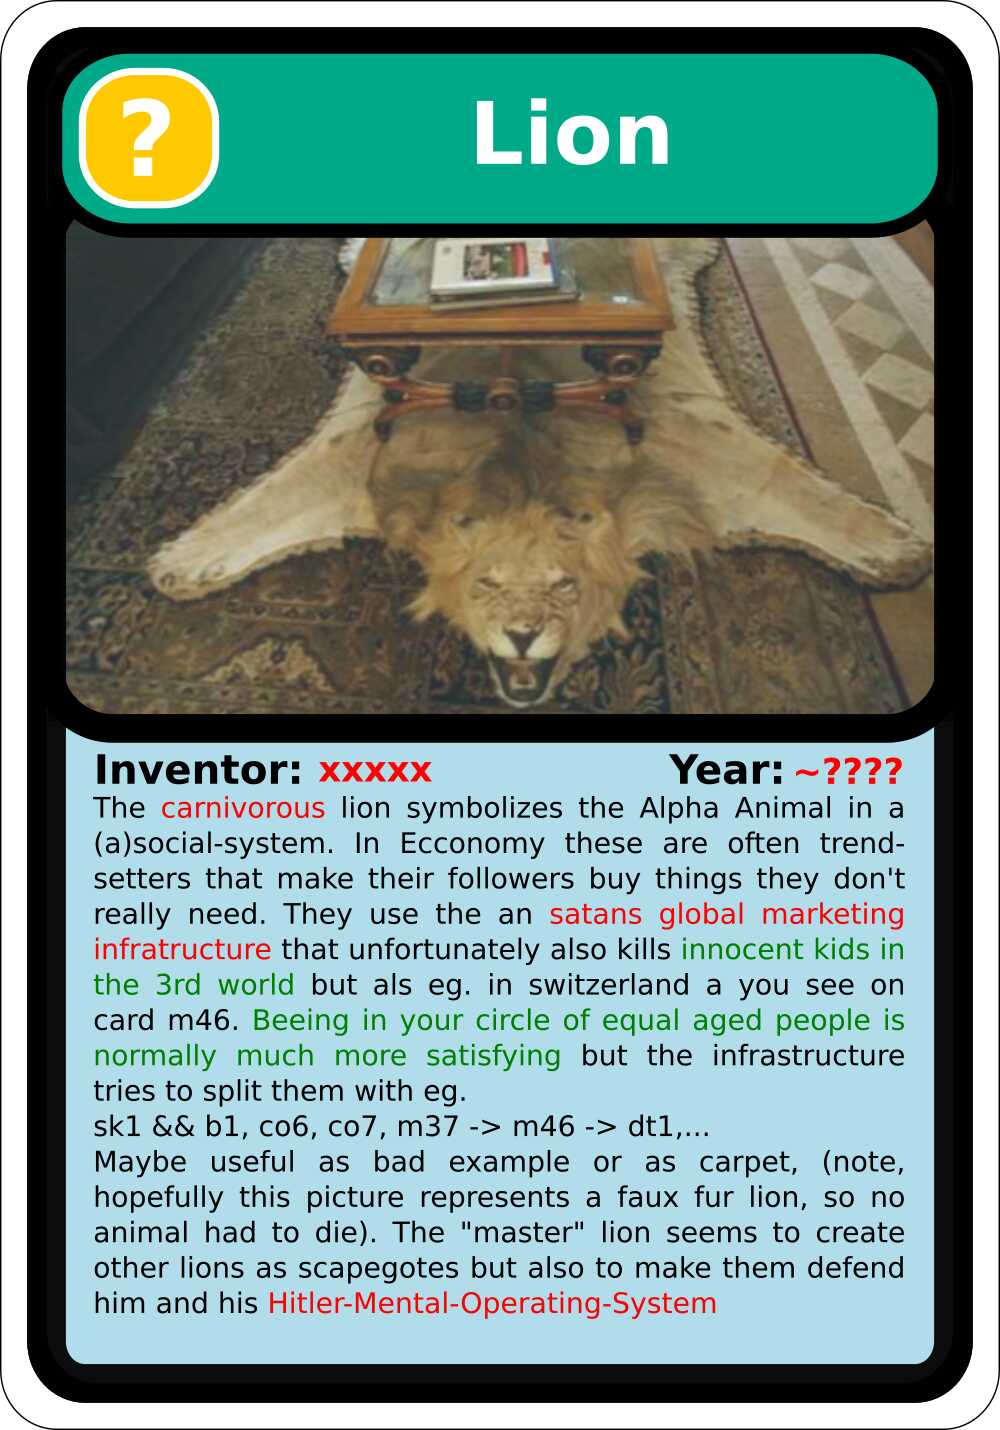 ?
Lion
Inventor: xxxxx Year: ~????
The carnivorous lion symbolizes the Alpha Animal in a
(a)social-system. In Ecconomy these are often trend-
setters that make their followers buy things they don't
really need. They use the an satans global marketing
infratructure that unfortunately also kills innocent kids in
the 3rd world but als eg. in switzerland a you see on
card m46. Beeing in your circle of equal aged people is
normally much more satisfying but the infrastructure
tries to split them with eg.
sk1 && b1, co6, co7, m37 -> m46 -> dt1,...
Maybe useful as bad example or as carpet, (note,
hopefully this picture represents a faux fur lion, so no
animal had to die). The "master" lion seems to create
other lions as scapegotes but also to make them defend
him and his Hitler-Mental-Operating-System